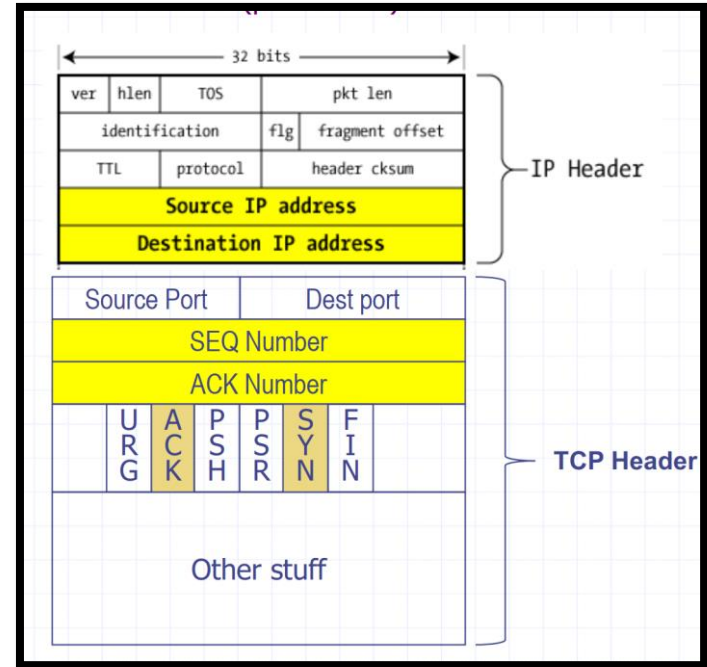 32 bits
ver hlen TOS pkt len
identification flg fragment offset
TTL protocol header cksum
IP Header
Source IP address
Destination IP address
Source Port Dest port
SEQ Number
ACK Number
URG ACK PSH PSR SYN FIN
TCP Header
Other stuff